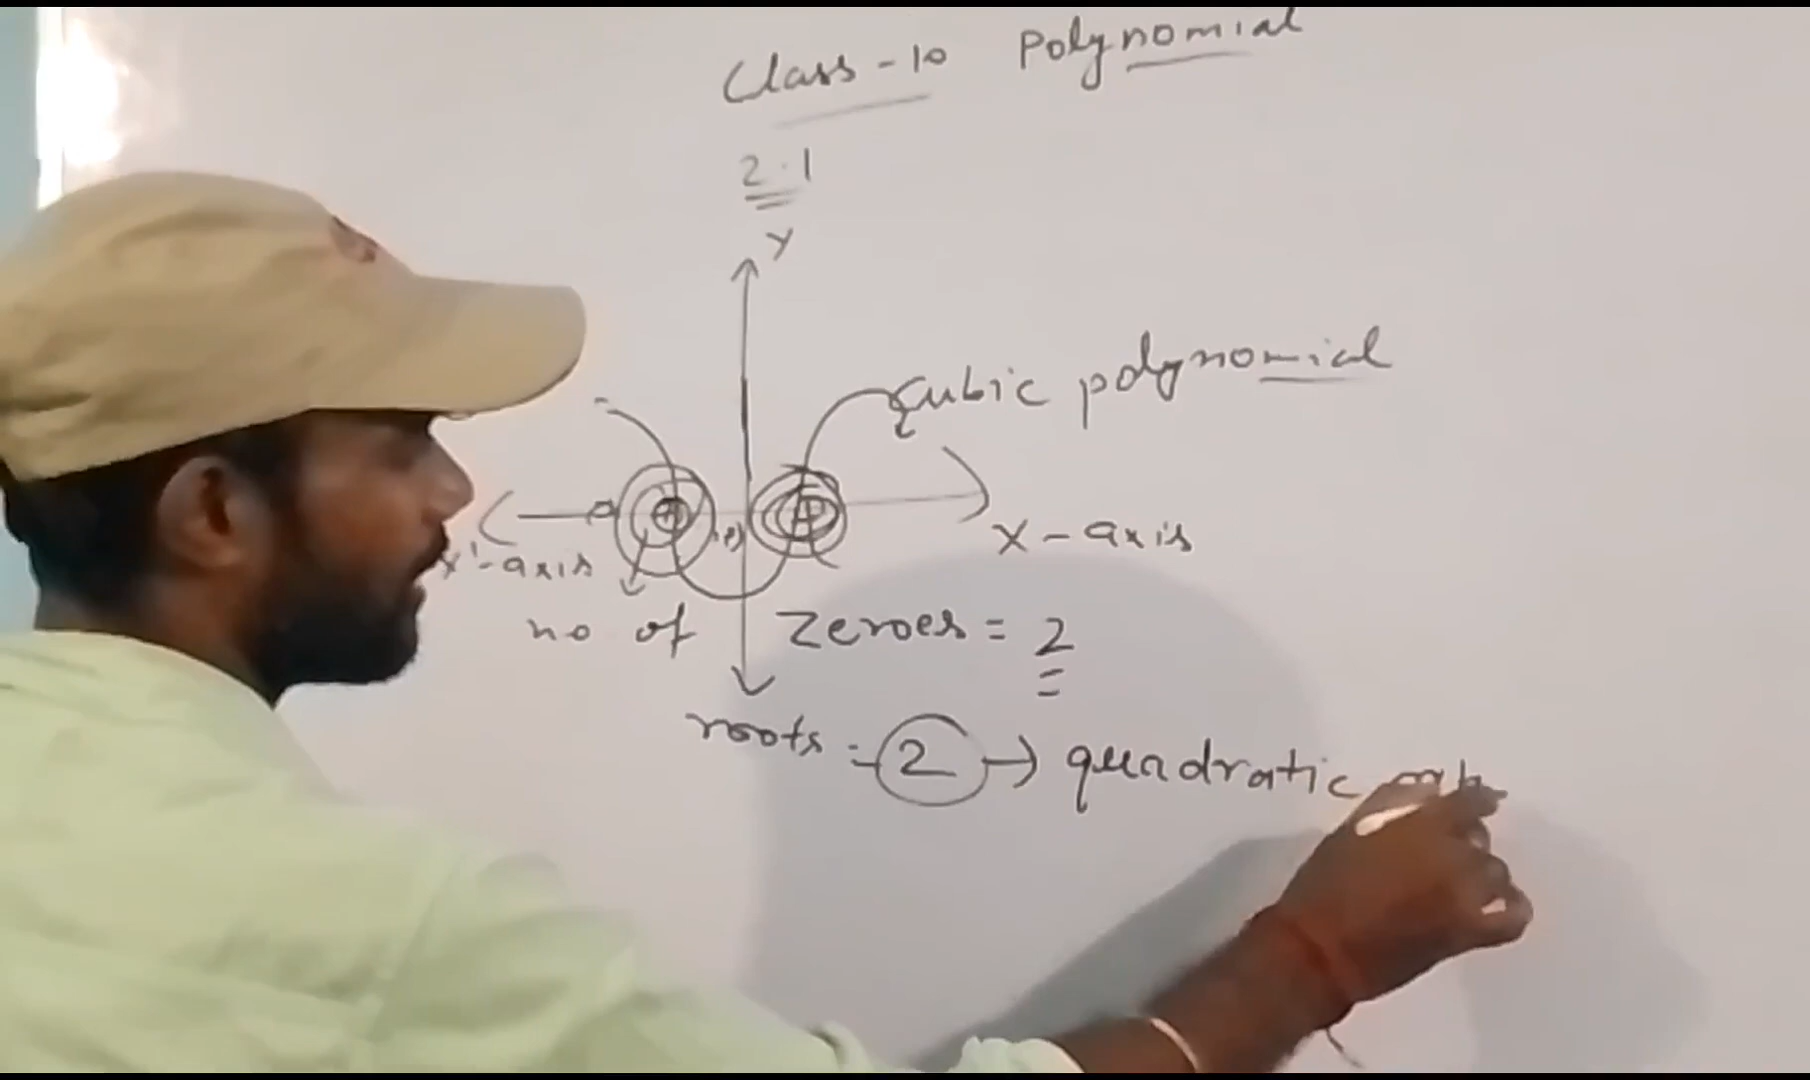 Class-10 Polynomial
2.1
Y
cubic polynomial
X-axis
X'-axis
no of zeroes = 2
roots = 2 → quadratic